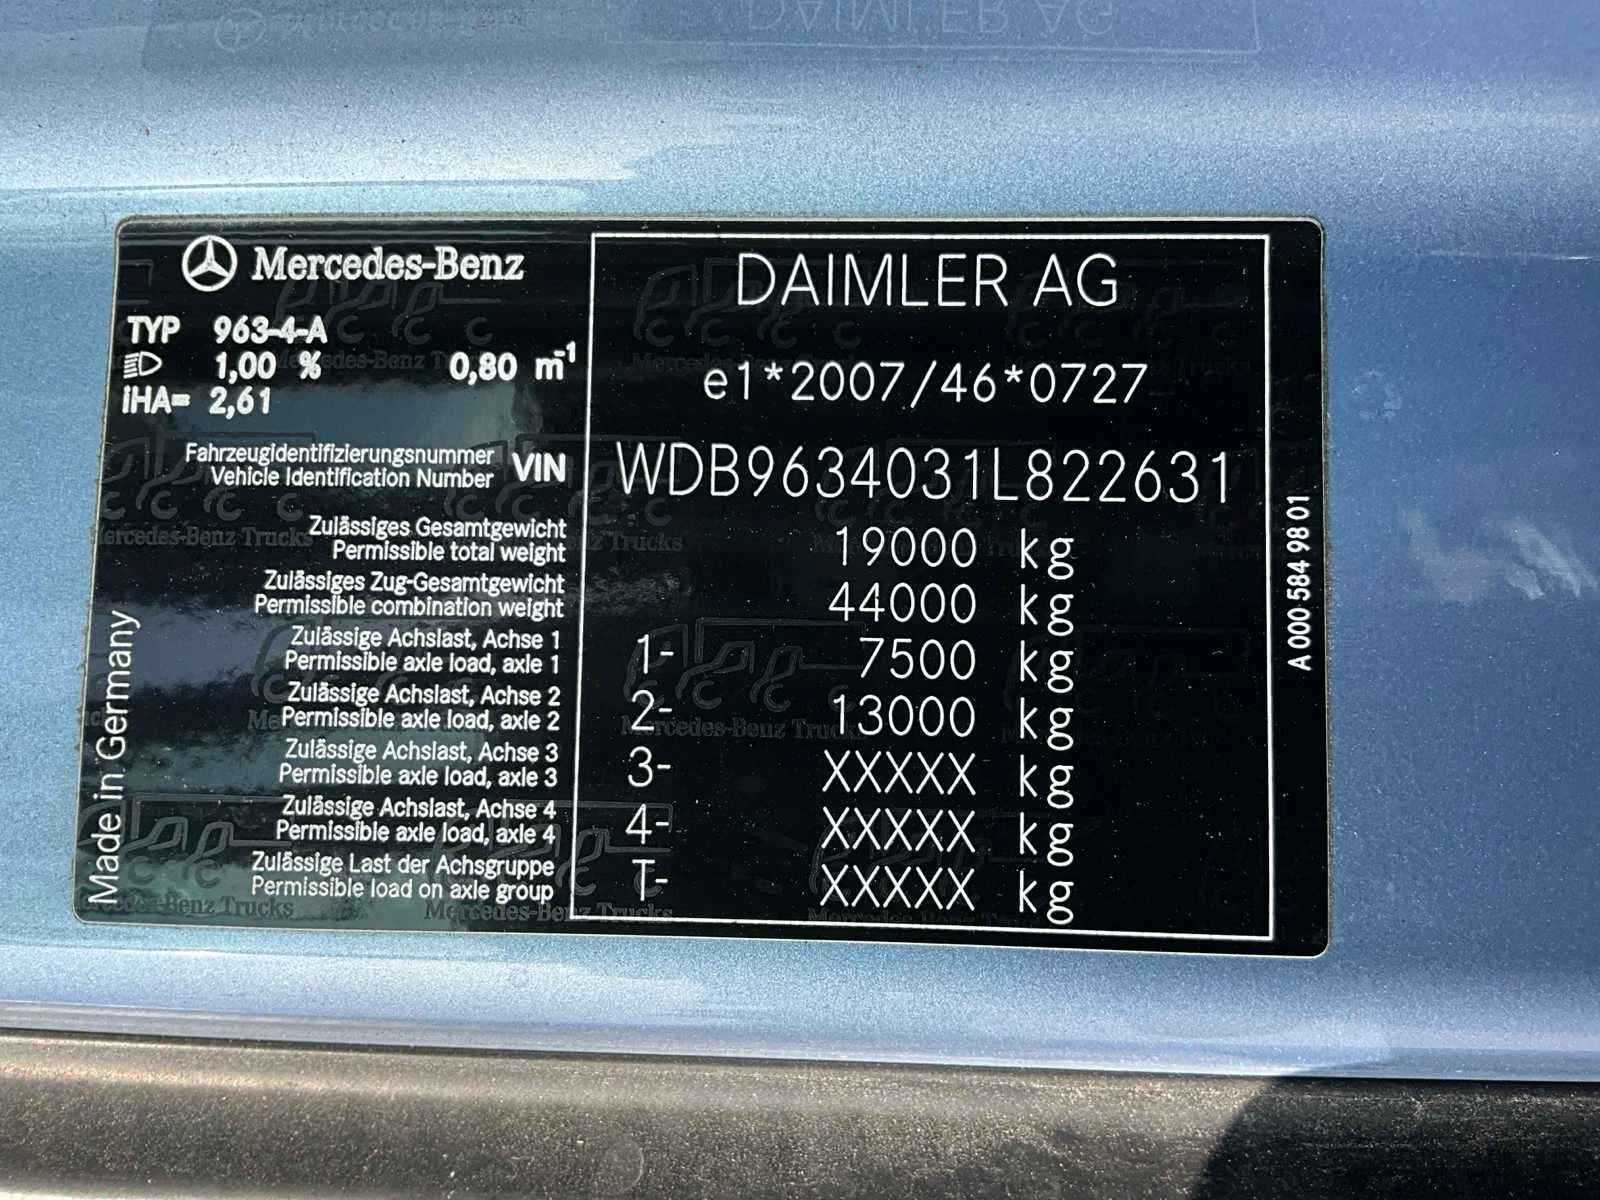 Mercedes-Benz
TYP 963-4-A
1,00 % 0,80 m-1
iHA= 2,61
Fahrzeugidentifizierungsnummer
Vehicle Identification Number
VIN
Zulässiges Gesamtgewicht
Permissible total weight
Zulässiges Zug-Gesamtgewicht
Permissible combination weight
Zulässige Achslast, Achse 1
Permissible axle load, axle 1
Zulässige Achslast, Achse 2
Permissible axle load, axle 2
Zulässige Achslast, Achse 3
Permissible axle load, axle 3
Zulässige Achslast, Achse 4
Permissible axle load, axle 4
Zulässige Last der Achsgruppe
Permissible load on axle group
Made in Germany
DAIMLER AG
e1*2007/46*0727
WDB9634031L822631
19000 kg
44000 kg
1- 7500 kg
2- 13000 kg
3- XXXXX kg
4- XXXXX kg
T- XXXXX kg
A 000 584 98 01
Mercedes-Benz Trucks